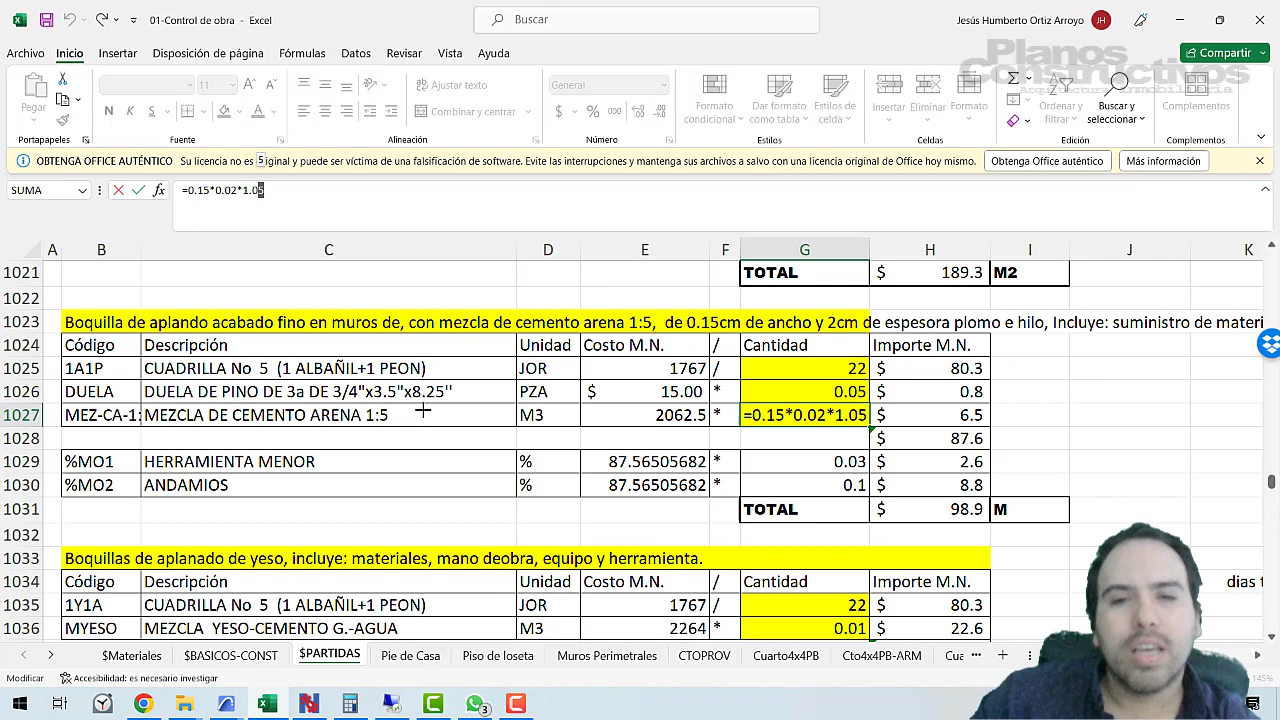 01-Control de obra - Excel
Buscar
Jesús Humberto Ortiz Arroyo
JH
Archivo Inicio Insertar Disposición de página Fórmulas Datos Revisar Vista Ayuda
Compartir
Planos
Constructivos
Pegar
11
N K S
Ajustar texto
Combinar y centrar
General
$ % 000
Formato condicional
Dar formato como tabla
Estilos de celda
Insertar
Eliminar
Formato
Ordenar y filtrar
Buscar y seleccionar
Complementos
Portapapeles Fuente Alineación Número Estilos Celdas Edición Complementos
OBTENGA OFFICE AUTÉNTICO Su licencia no es original y puede ser víctima de una falsificación de software. Evite las interrupciones y mantenga sus archivos a salvo con una licencia original de Office hoy mismo. Obtenga Office auténtico Más información
5
SUMA fx =0.15*0.02*1.05
A B C D E F G H I J K
1021 TOTAL $ 189.3 M2
1022
1023 Boquilla de aplando acabado fino en muros de, con mezcla de cemento arena 1:5, de 0.15cm de ancho y 2cm de espesora plomo e hilo, Incluye: suministro de materi
1024 Código Descripción Unidad Costo M.N. / Cantidad Importe M.N.
1025 1A1P CUADRILLA No 5 (1 ALBAÑIL+1 PEON) JOR 1767 / 22 $ 80.3
1026 DUELA DUELA DE PINO DE 3a DE 3/4"x3.5"x8.25'' PZA $ 15.00 * 0.05 $ 0.8
1027 MEZ-CA-1: MEZCLA DE CEMENTO ARENA 1:5 M3 2062.5 * =0.15*0.02*1.05 $ 6.5
1028 $ 87.6
1029 %MO1 HERRAMIENTA MENOR % 87.56505682 * 0.03 $ 2.6
1030 %MO2 ANDAMIOS % 87.56505682 * 0.1 $ 8.8
1031 TOTAL $ 98.9 M
1032
1033 Boquillas de aplanado de yeso, incluye: materiales, mano deobra, equipo y herramienta.
1034 Código Descripción Unidad Costo M.N. / Cantidad Importe M.N. dias t
1035 1Y1A CUADRILLA No 5 (1 ALBAÑIL+1 PEON) JOR 1767 / 22 $ 80.3
1036 MYESO MEZCLA YESO-CEMENTO G.-AGUA M3 2264 * 0.01 $ 22.6
$Materiales $BASICOS-CONST $PARTIDAS Pie de Casa Piso de loseta Muros Perimetrales CTOPROV Cuarto4x4PB Cto4x4PB-ARM Cua ...
Modificar Accesibilidad: es necesario investigar 145%
3